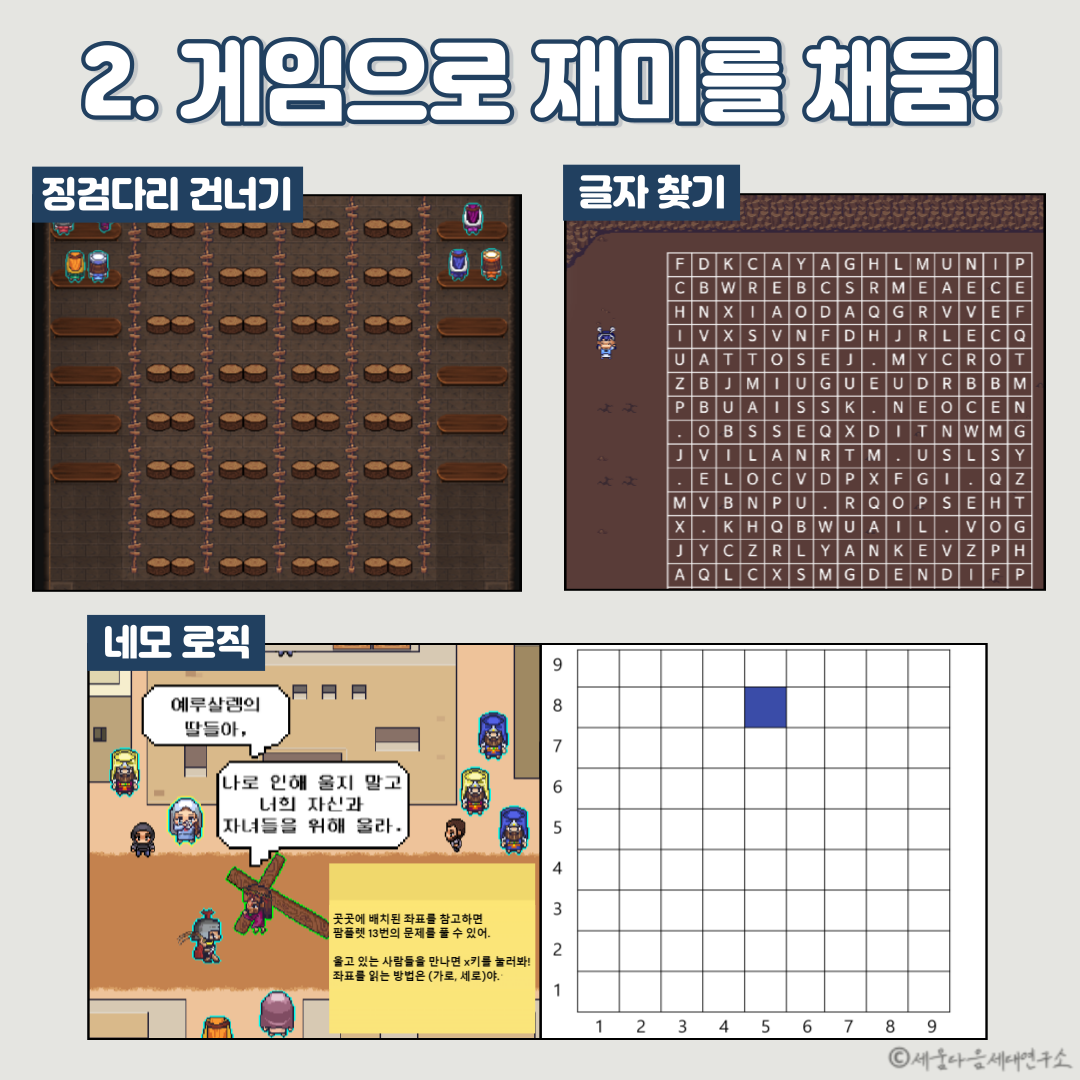 2. 게임으로 재미를 채움!
징검다리 건너기
글자 찾기
F D K C A Y A G H L M U N I P
C B W R E B C S R M E A E C E
H N X I A O D A Q G R V V E F
I V X S V N F D H J R L E C Q
U A T T O S E J . M Y C R O T
Z B J M I U G U E U D R B B M
P B U A I S S K . N E O C E N
. O B S S E Q X D I T N W M G
J V I L A N R T M . U S L S Y
. E L O C V D P X F G I . Q Z
M V B N P U . R Q O P S E H T
X . K H Q B W U A I L . V O G
J Y C Z R L Y A N K E V Z P H
A Q L C X S M G D E N D I F P
네모 로직
예루살렘의
딸들아,
나로 인해 울지 말고
너희 자신과
자녀들을 위해 울라.
곳곳에 배치된 좌표를 참고하면
팜플렛 13번의 문제를 풀 수 있어.
울고 있는 사람들을 만나면 x키를 눌러봐!
좌표를 읽는 방법은 (가로, 세로)야.
9
8
7
6
5
4
3
2
1
1 2 3 4 5 6 7 8 9
©세움다음세대연구소